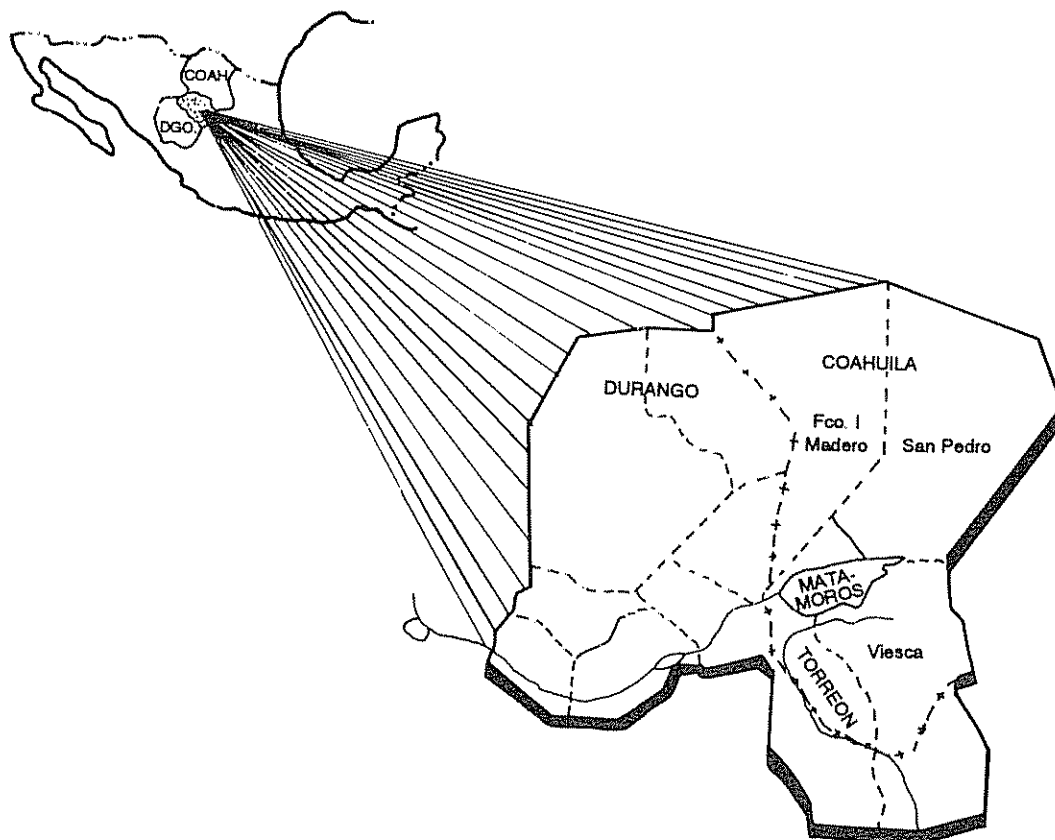 COAH
DGO.
COAHUILA
DURANGO
Fco. I
Madero
San Pedro
MATA-
MOROS
Viesca
TORREON